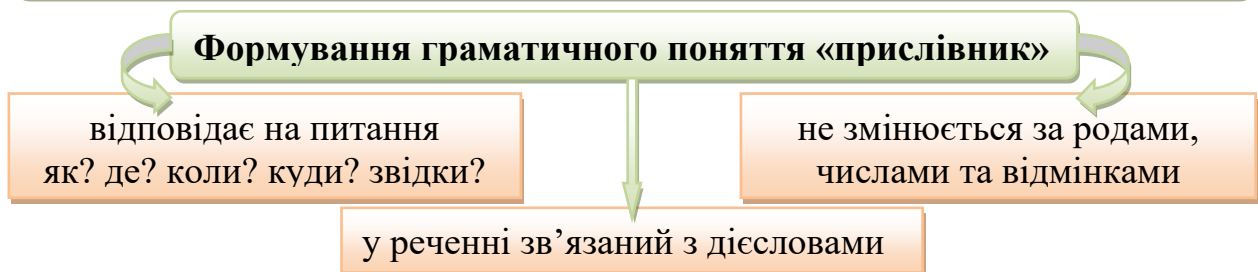 Формування граматичного поняття «прислівник»
відповідає на питання
як? де? коли? куди? звідки?
не змінюється за родами,
числами та відмінками
у реченні зв’язаний з дієсловами